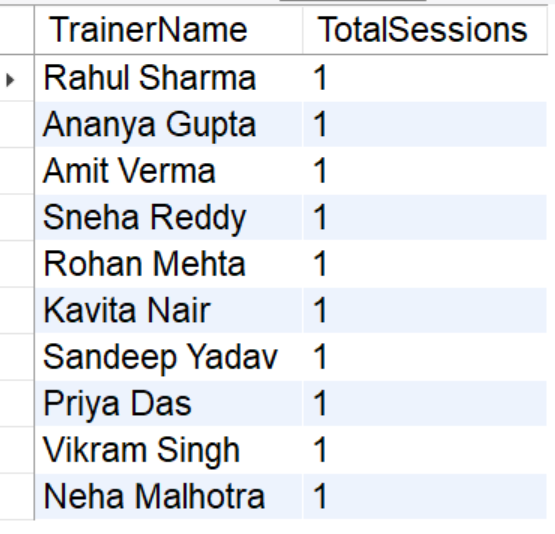 TrainerName TotalSessions
Rahul Sharma 1
Ananya Gupta 1
Amit Verma 1
Sneha Reddy 1
Rohan Mehta 1
Kavita Nair 1
Sandeep Yadav 1
Priya Das 1
Vikram Singh 1
Neha Malhotra 1